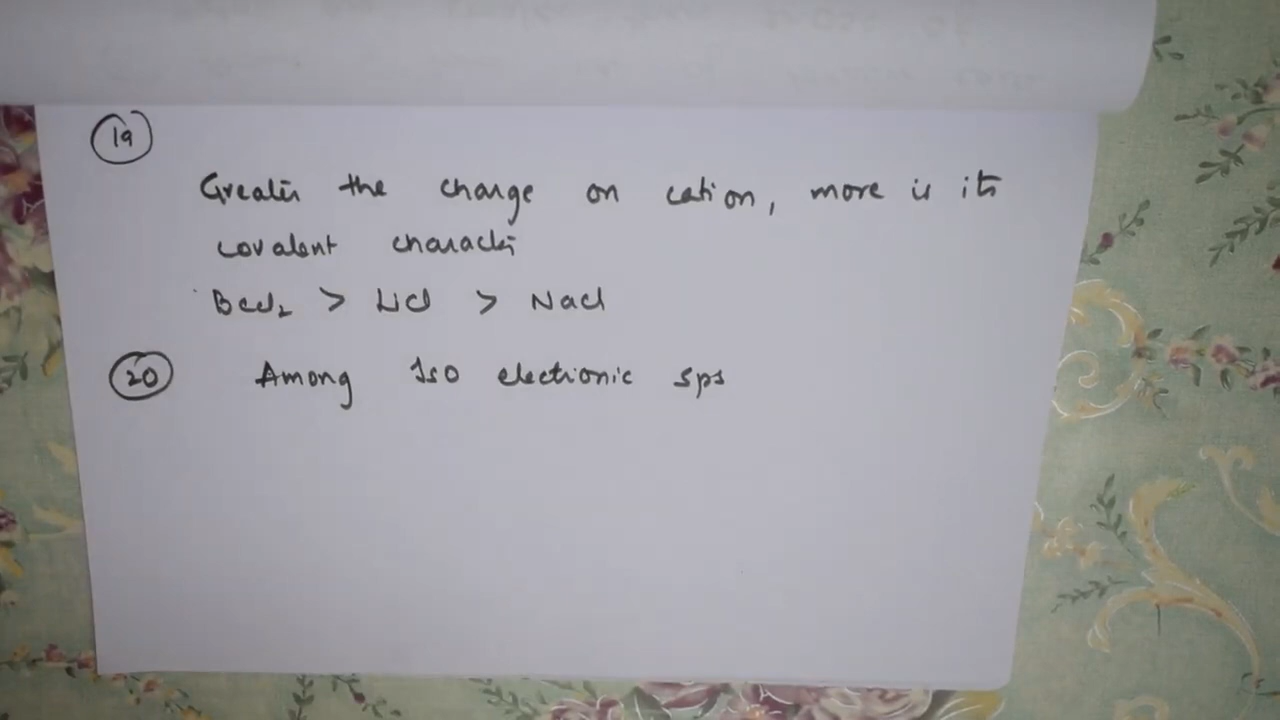 19
Greater the charge on cation, more is its
covalent character
BeCl₂ > LiCl > NaCl
20 Among Iso electronic sps